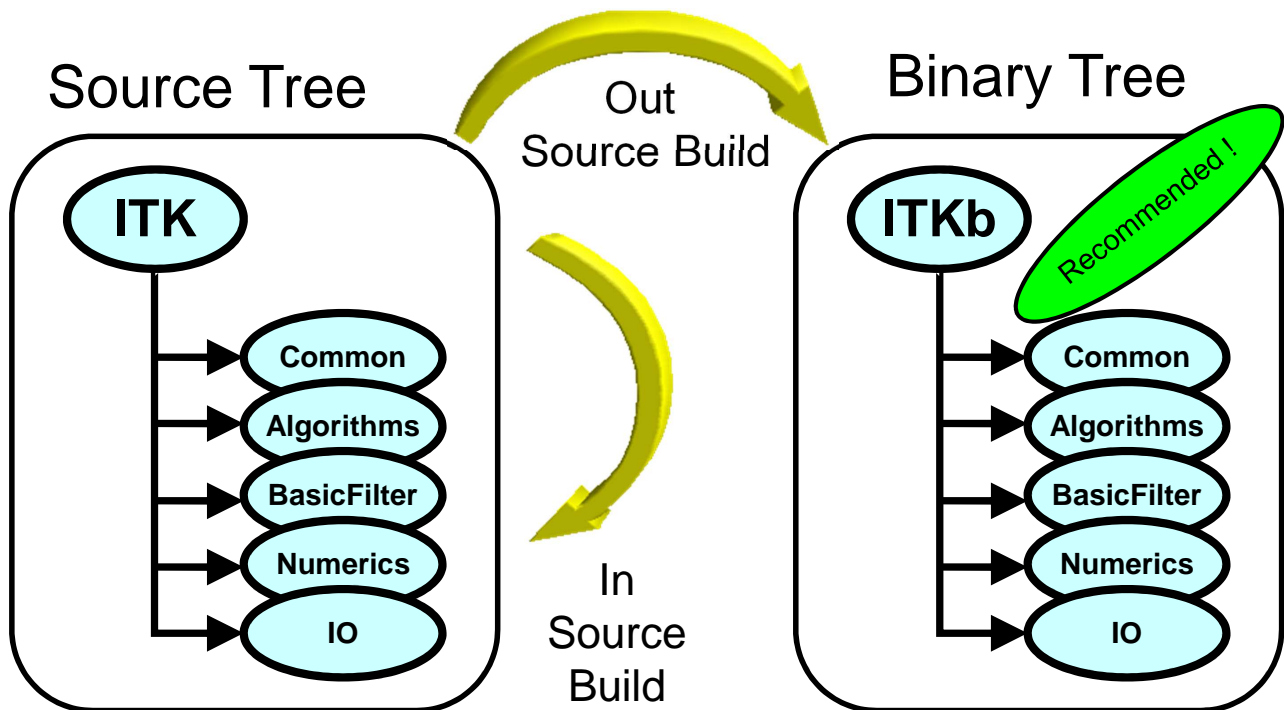 Source Tree
ITK
Common
Algorithms
BasicFilter
Numerics
IO
Out
Source Build
In
Source
Build
Binary Tree
Recommended !
ITKb
Common
Algorithms
BasicFilter
Numerics
IO